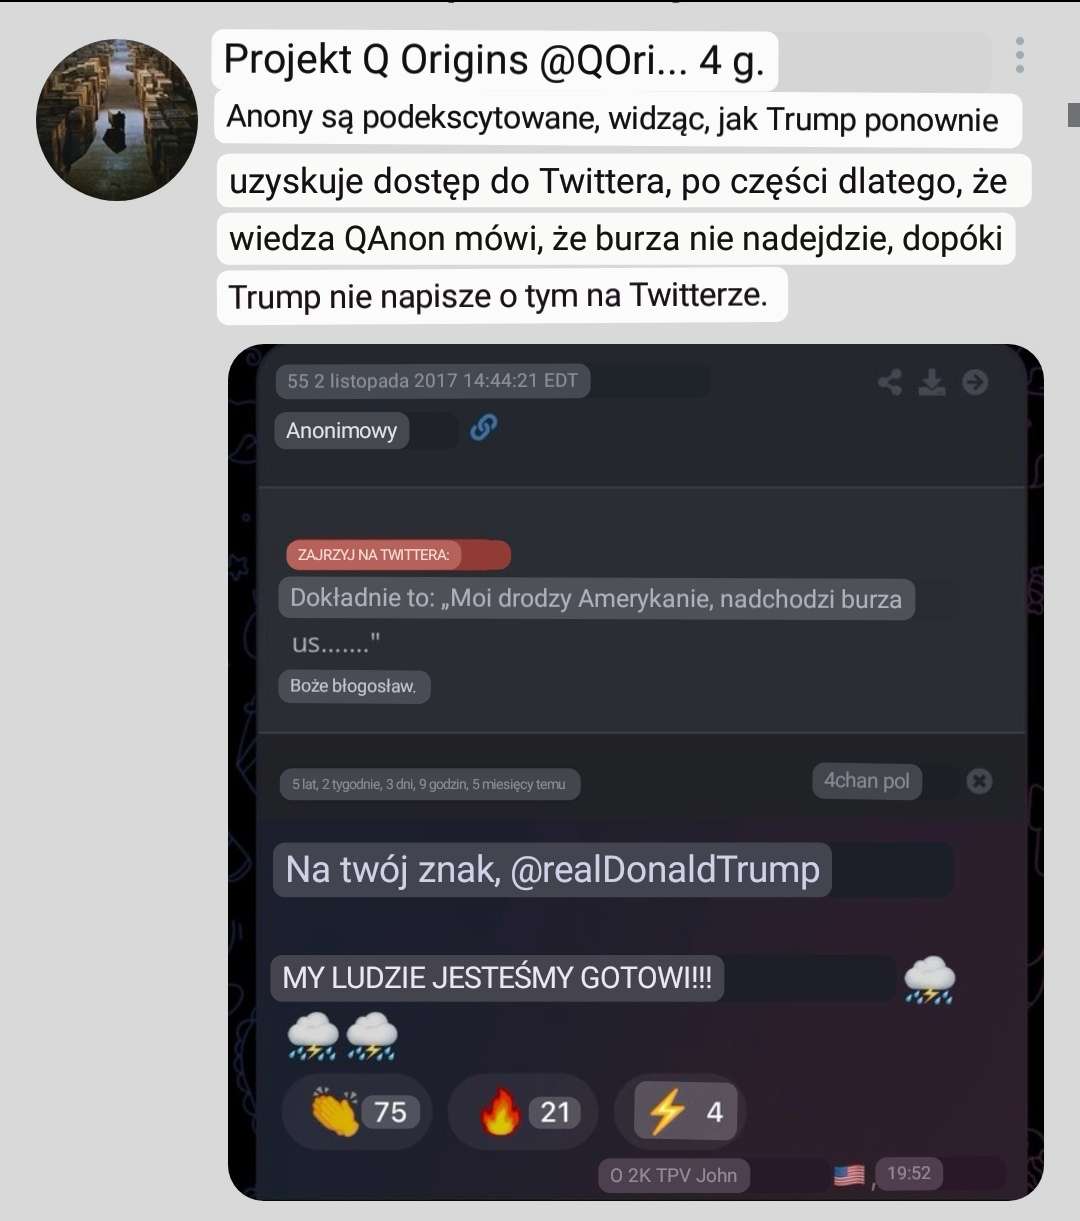 Projekt Q Origins @QOri... 4 g.
Anony są podekscytowane, widząc, jak Trump ponownie
uzyskuje dostęp do Twittera, po części dlatego, że
wiedza QAnon mówi, że burza nie nadejdzie, dopóki
Trump nie napisze o tym na Twitterze.
55 2 listopada 2017 14:44:21 EDT
Anonimowy
ZAJRZYJ NA TWITTERA:
Dokładnie to: „Moi drodzy Amerykanie, nadchodzi burza
us......."
Boże błogosław.
5 lat, 2 tygodnie, 3 dni, 9 godzin, 5 miesięcy temu
4chan pol
Na twój znak, @realDonaldTrump
MY LUDZIE JESTEŚMY GOTOWI!!!
75 21 4
O 2K TPV John , 19:52